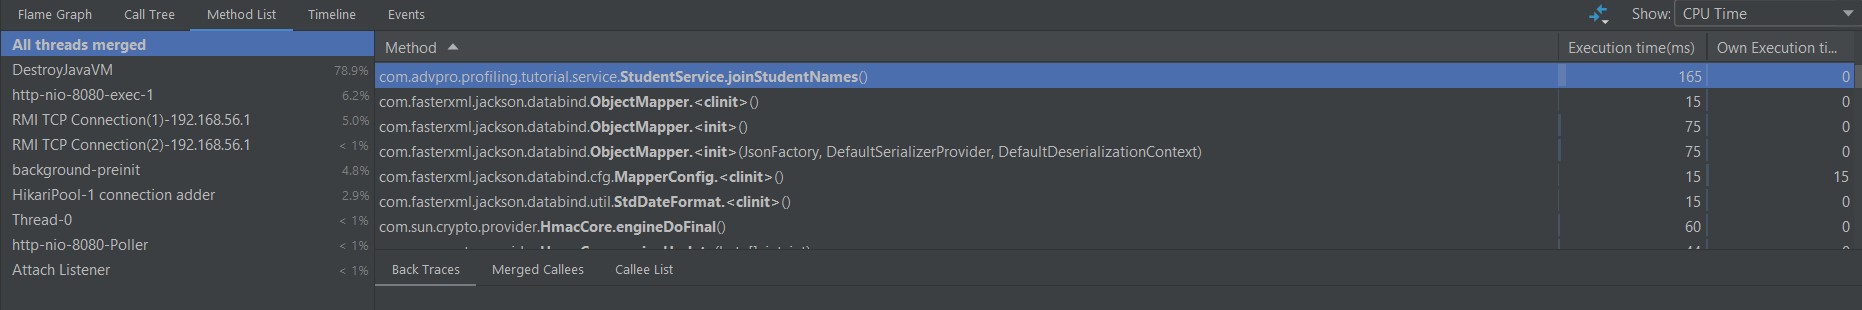 Flame Graph Call Tree Method List Timeline Events Show: CPU Time
All threads merged
DestroyJavaVM 78.9%
http-nio-8080-exec-1 6.2%
RMI TCP Connection(1)-192.168.56.1 5.0%
RMI TCP Connection(2)-192.168.56.1 < 1%
background-preinit 4.8%
HikariPool-1 connection adder 2.9%
Thread-0 < 1%
http-nio-8080-Poller < 1%
Attach Listener < 1%
Method Execution time(ms) Own Execution ti...
com.advpro.profiling.tutorial.service.StudentService.joinStudentNames() 165 0
com.fasterxml.jackson.databind.ObjectMapper.<clinit>() 15 0
com.fasterxml.jackson.databind.ObjectMapper.<init>() 75 0
com.fasterxml.jackson.databind.ObjectMapper.<init>(JsonFactory, DefaultSerializerProvider, DefaultDeserializationContext) 75 0
com.fasterxml.jackson.databind.cfg.MapperConfig.<clinit>() 15 15
com.fasterxml.jackson.databind.util.StdDateFormat.<clinit>() 15 0
com.sun.crypto.provider.HmacCore.engineDoFinal() 60 0
Back Traces Merged Callees Callee List